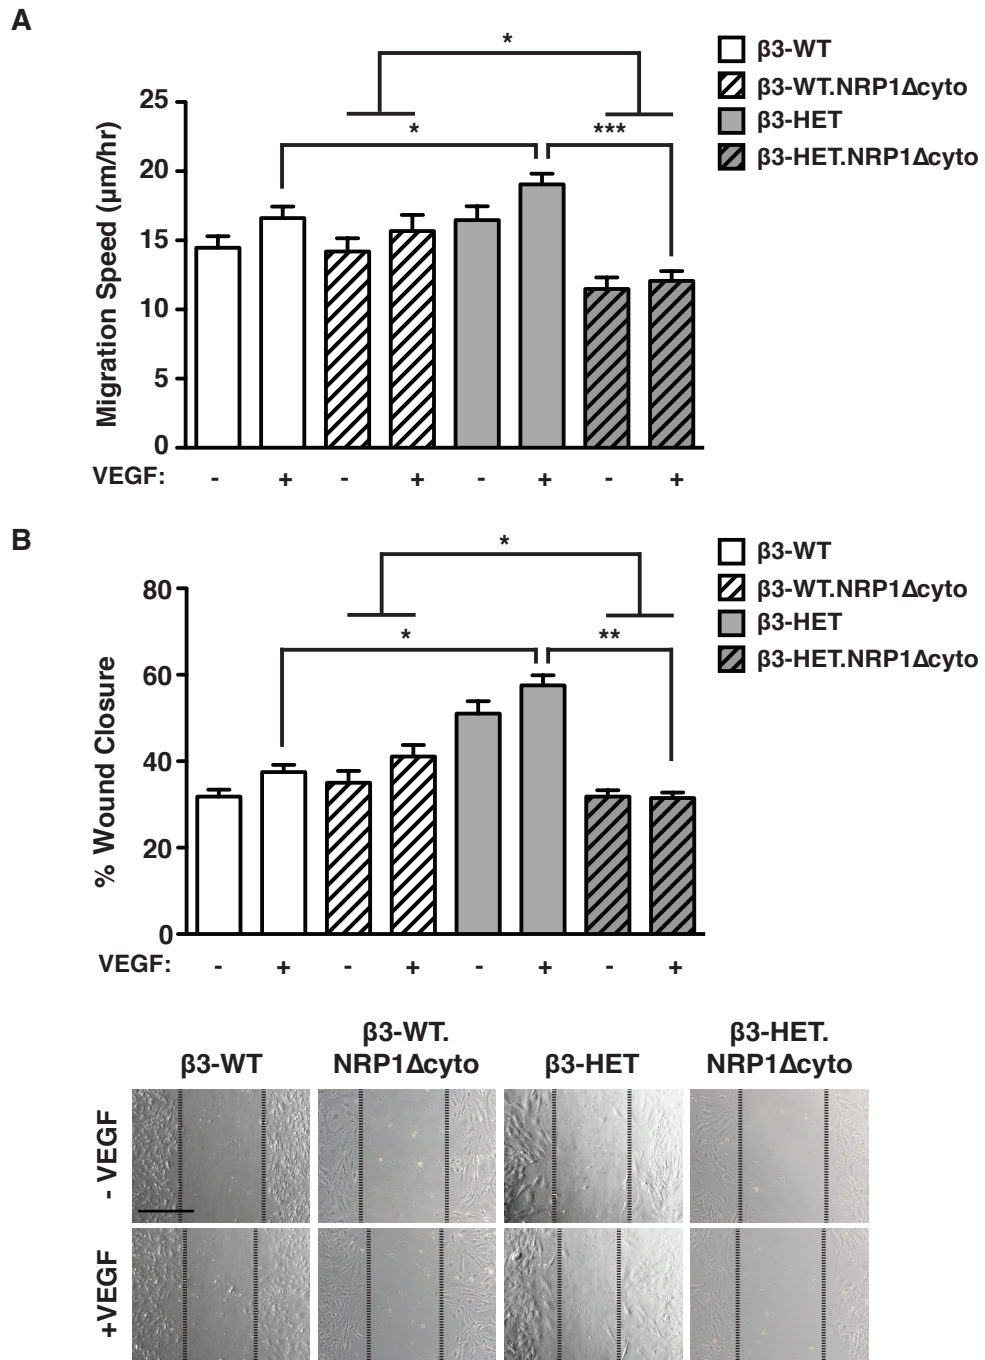 A
*
* ***
Migration Speed (µm/hr)
25
20
15
10
5
0
VEGF: - + - + - + - +
β3-WT
β3-WT.NRP1Δcyto
β3-HET
β3-HET.NRP1Δcyto
B
*
* **
% Wound Closure
80
60
40
20
0
VEGF: - + - + - + - +
β3-WT
β3-WT.NRP1Δcyto
β3-HET
β3-HET.NRP1Δcyto
β3-WT
β3-WT.
NRP1Δcyto
β3-HET
β3-HET.
NRP1Δcyto
- VEGF
+VEGF